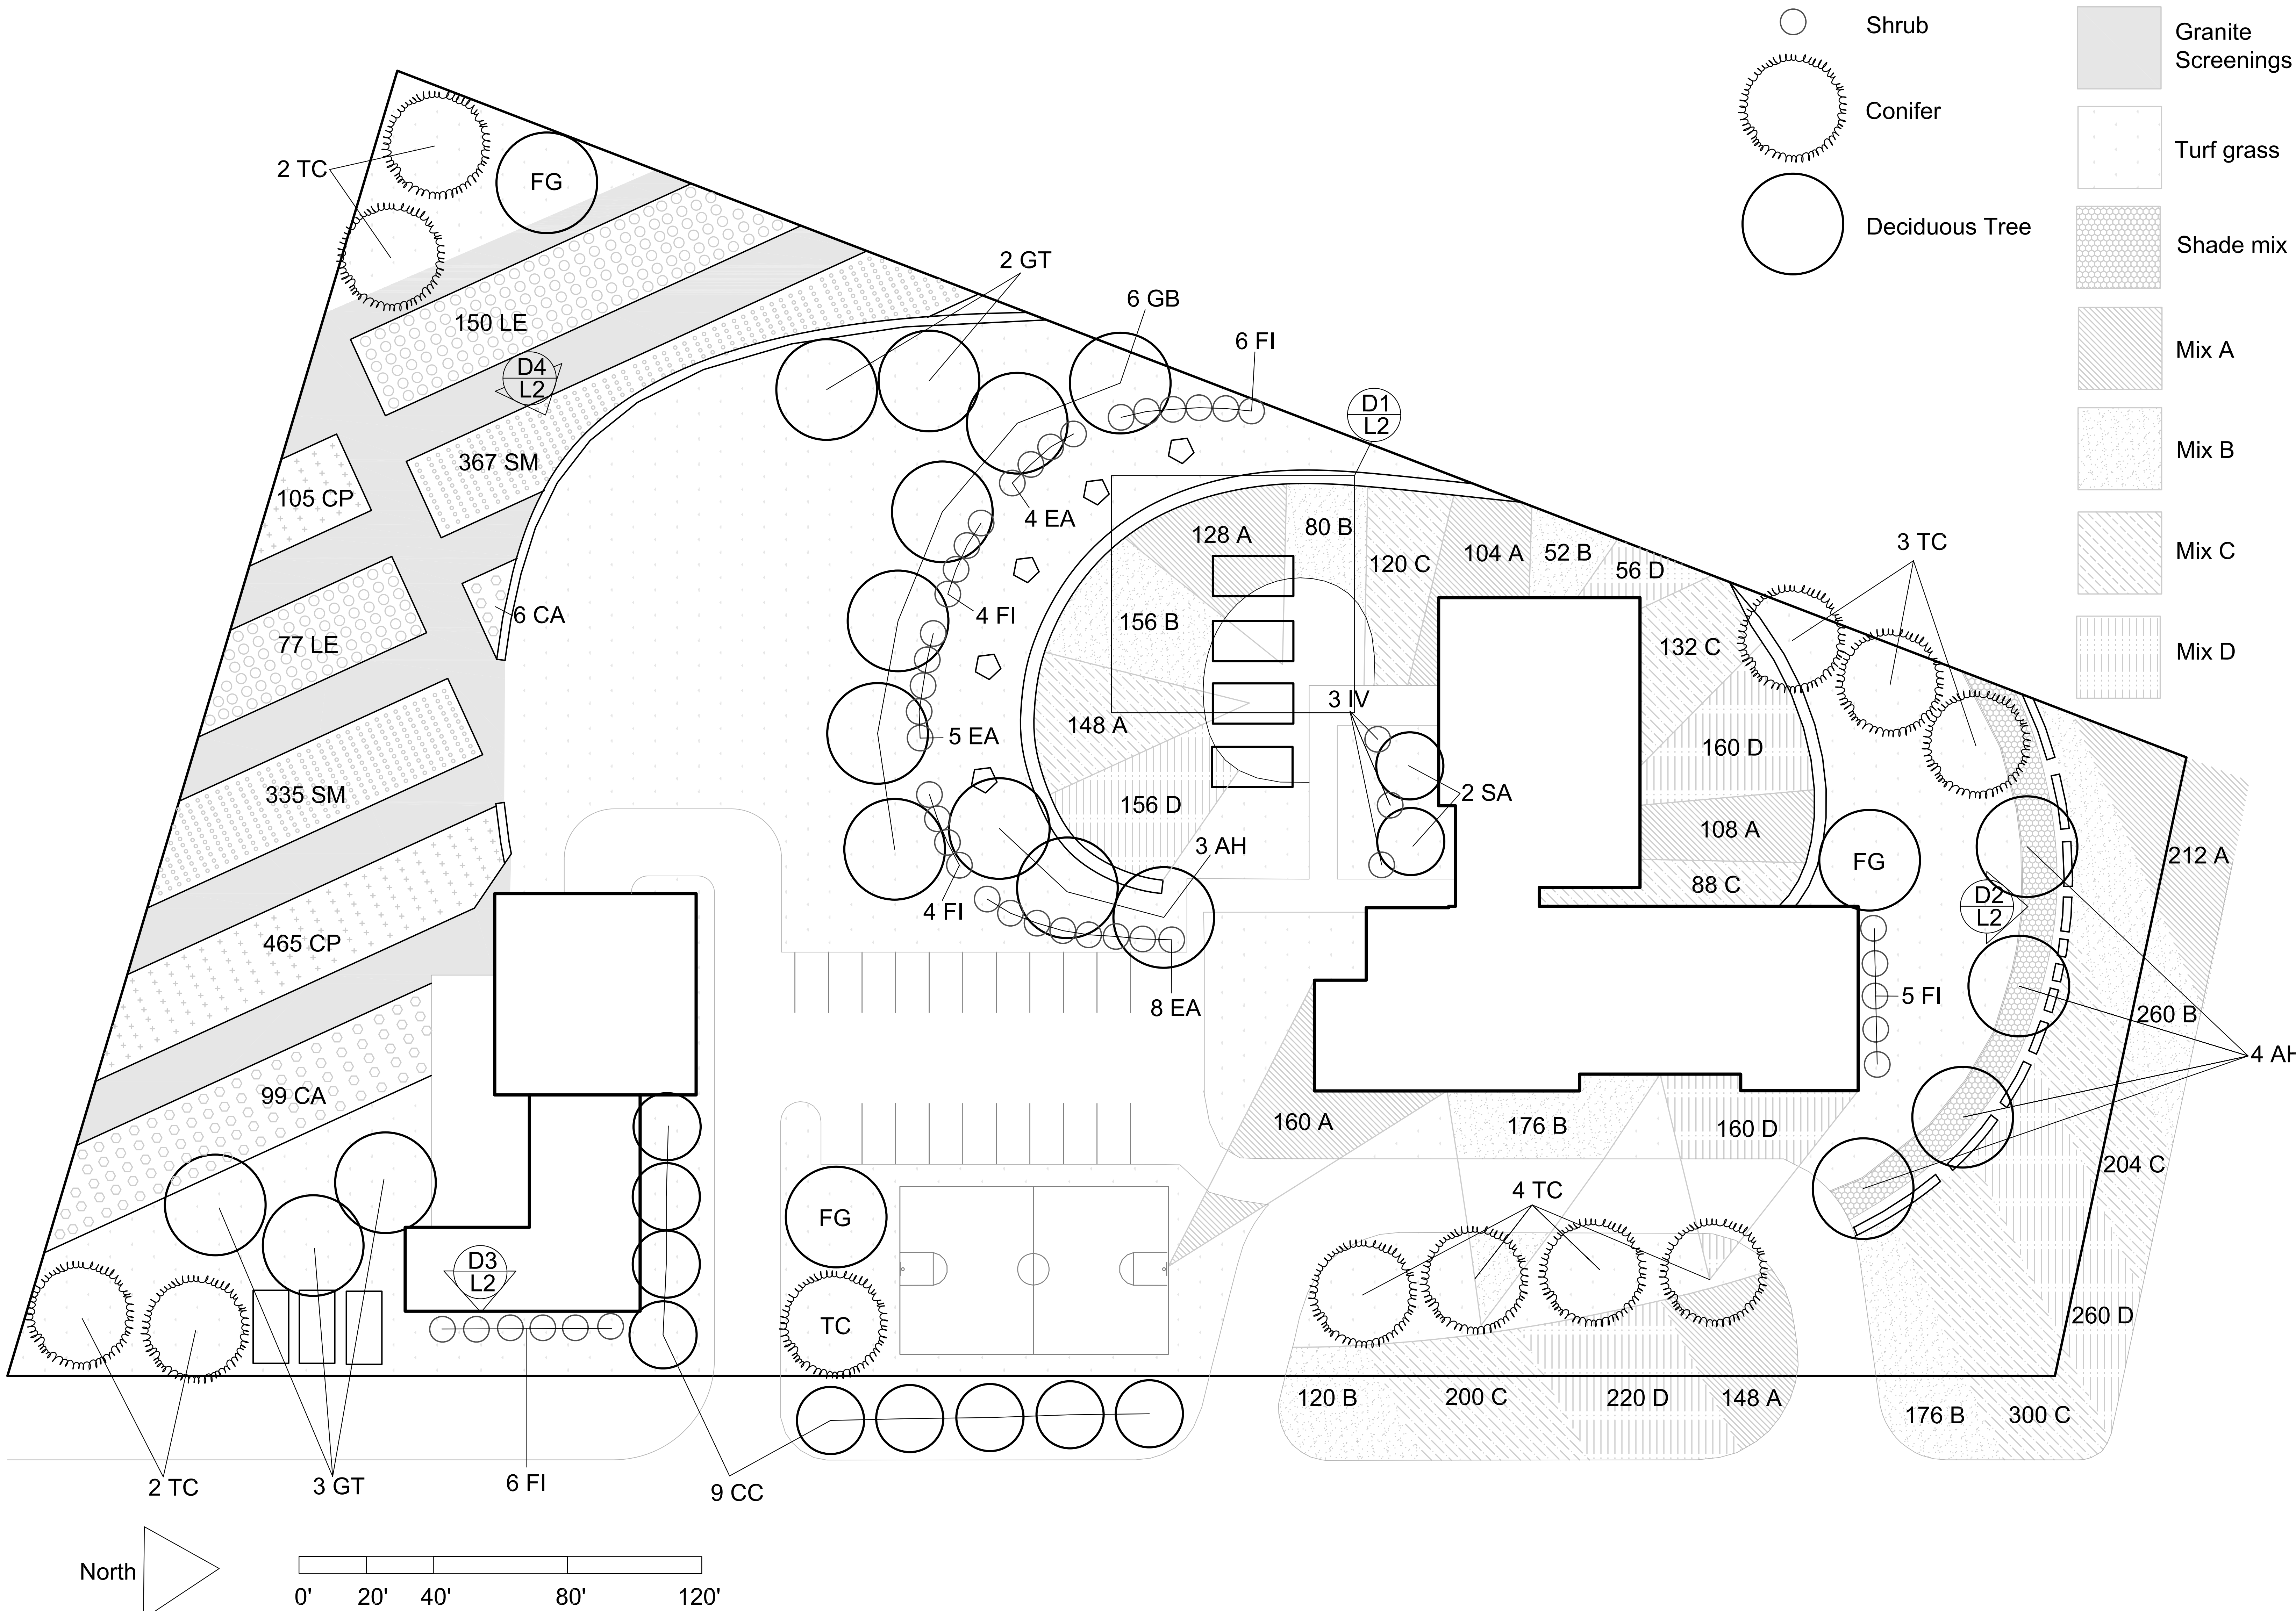 Shrub
Conifer
Deciduous Tree
Granite
Screenings
Turf grass
Shade mix
Mix A
Mix B
Mix C
Mix D
2 TC
FG
150 LE
D4
L2
367 SM
105 CP
6 CA
77 LE
335 SM
465 CP
99 CA
2 GT
6 GB
6 FI
4 EA
4 FI
5 EA
4 FI
3 AH
8 EA
D1
L2
128 A
80 B
120 C
104 A
52 B
56 D
156 B
148 A
156 D
3 IV
2 SA
132 C
160 D
108 A
88 C
3 TC
FG
D2
L2
5 FI
212 A
260 B
4 AH
204 C
260 D
160 A
176 B
160 D
4 TC
FG
TC
D3
L2
120 B
200 C
220 D
148 A
176 B
300 C
2 TC
3 GT
6 FI
9 CC
North
0'
20'
40'
80'
120'